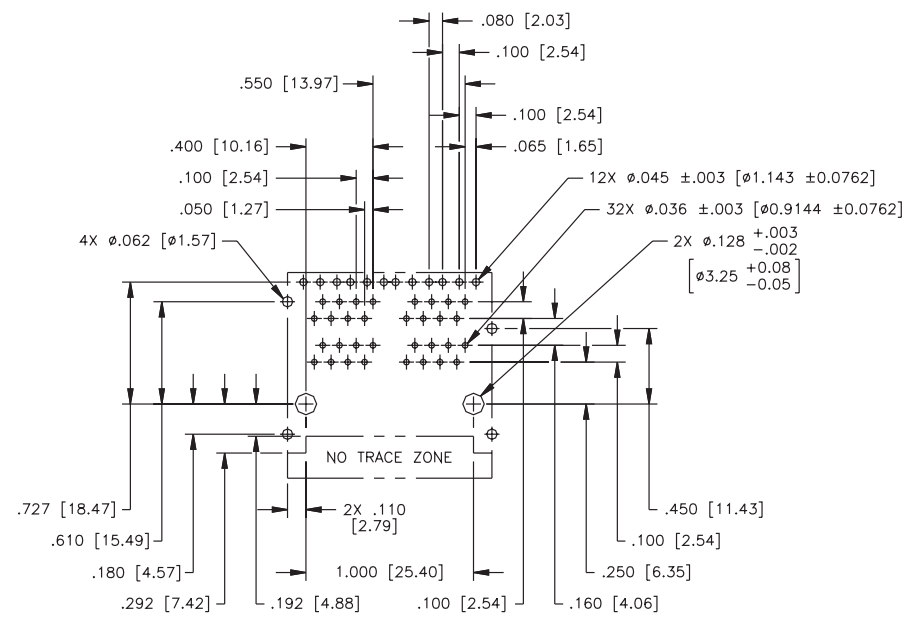 .080 [2.03]
.100 [2.54]
.550 [13.97]
.100 [2.54]
.400 [10.16]
.065 [1.65]
.100 [2.54]
12X ø.045 ±.003 [ø1.143 ±0.0762]
.050 [1.27]
32X ø.036 ±.003 [ø0.9144 ±0.0762]
4X ø.062 [ø1.57]
2X ø.128 +.003 -.002
[ø3.25 +0.08 -0.05]
NO TRACE ZONE
.727 [18.47]
2X .110
[2.79]
.450 [11.43]
.610 [15.49]
.100 [2.54]
.180 [4.57]
1.000 [25.40]
.250 [6.35]
.292 [7.42]
.192 [4.88]
.100 [2.54]
.160 [4.06]